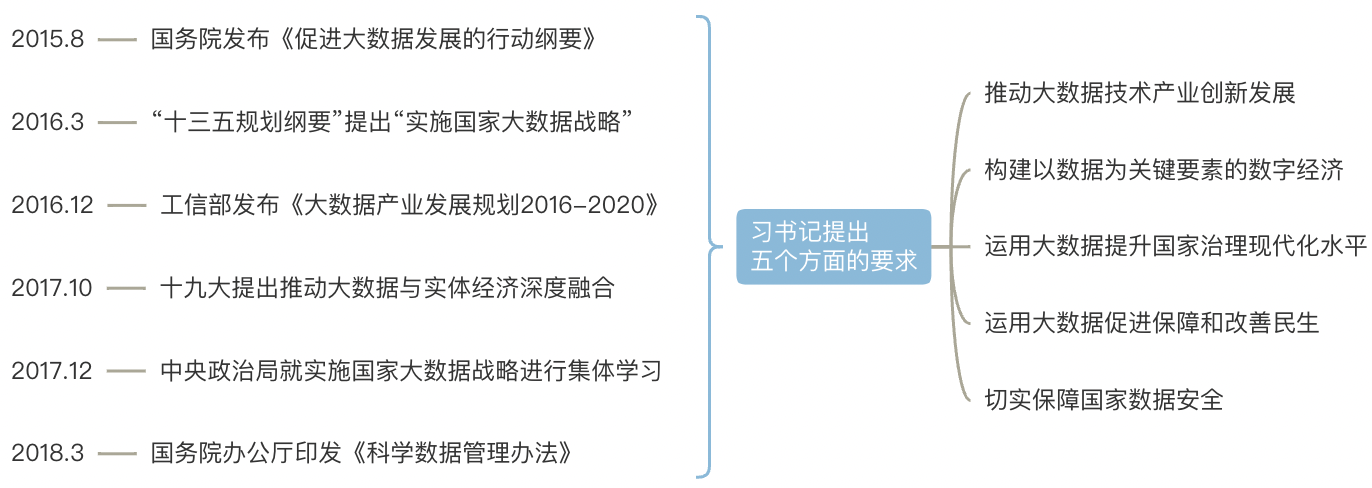 2015.8 国务院发布《促进大数据发展的行动纲要》
2016.3 “十三五规划纲要”提出“实施国家大数据战略”
2016.12 工信部发布《大数据产业发展规划2016-2020》
2017.10 十九大提出推动大数据与实体经济深度融合
2017.12 中央政治局就实施国家大数据战略进行集体学习
2018.3 国务院办公厅印发《科学数据管理办法》
习书记提出
五个方面的要求
推动大数据技术产业创新发展
构建以数据为关键要素的数字经济
运用大数据提升国家治理现代化水平
运用大数据促进保障和改善民生
切实保障国家数据安全